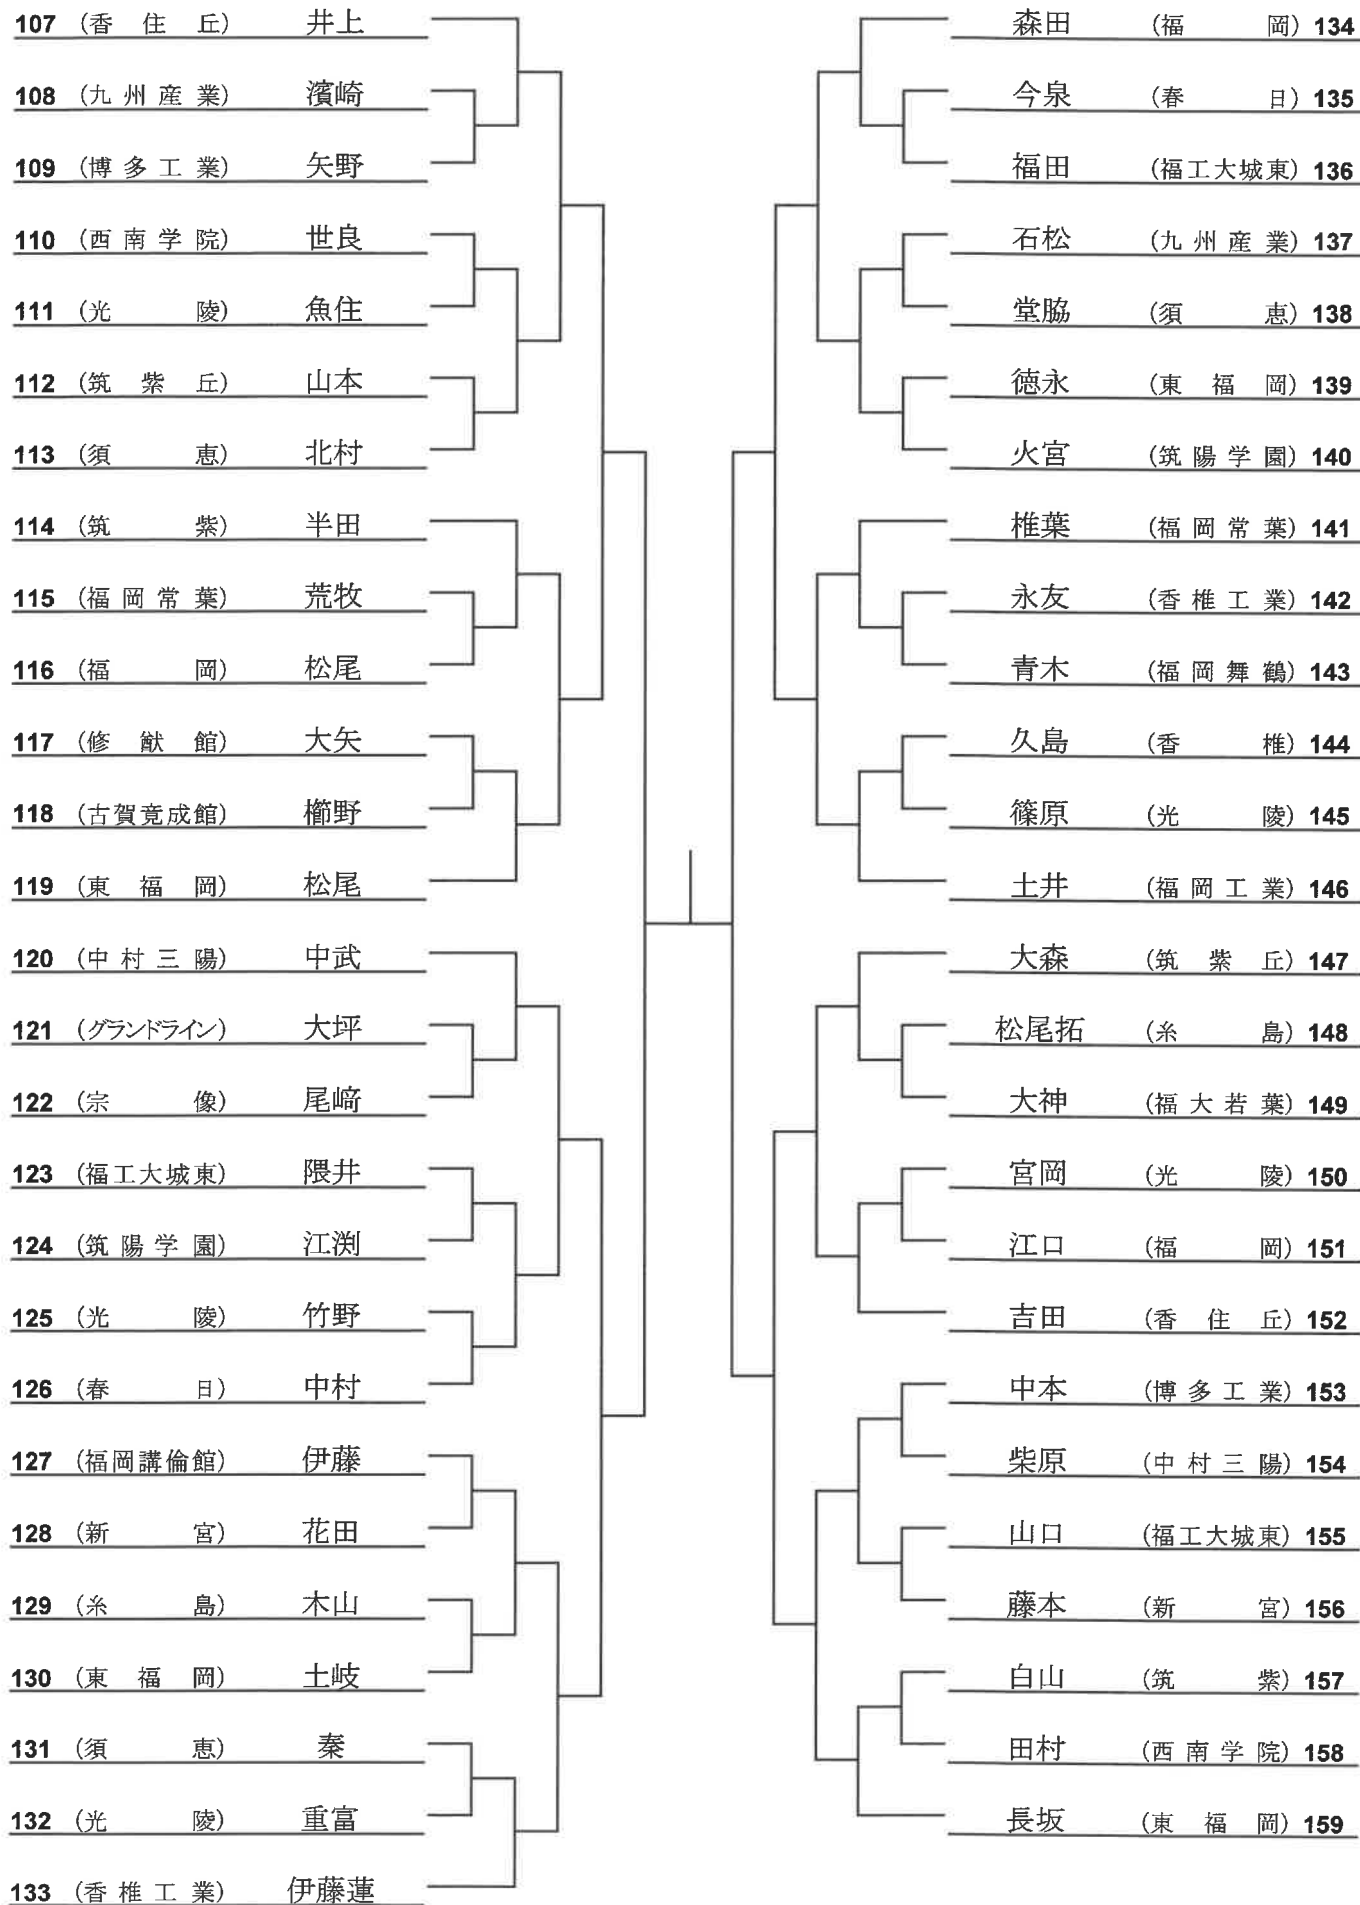 107 (香住丘) 井上
108 (九州産業) 濱崎
109 (博多工業) 矢野
110 (西南学院) 世良
111 (光陵) 魚住
112 (筑紫丘) 山本
113 (須恵) 北村
114 (筑紫) 半田
115 (福岡常葉) 荒牧
116 (福岡) 松尾
117 (修猷館) 大矢
118 (古賀竟成館) 櫛野
119 (東福岡) 松尾
120 (中村三陽) 中武
121 (グランドライン) 大坪
122 (宗像) 尾﨑
123 (福工大城東) 隈井
124 (筑陽学園) 江渕
125 (光陵) 竹野
126 (春日) 中村
127 (福岡講倫館) 伊藤
128 (新宮) 花田
129 (糸島) 木山
130 (東福岡) 土岐
131 (須恵) 秦
132 (光陵) 重富
133 (香椎工業) 伊藤蓮
森田 (福岡) 134
今泉 (春日) 135
福田 (福工大城東) 136
石松 (九州産業) 137
堂脇 (須恵) 138
徳永 (東福岡) 139
火宮 (筑陽学園) 140
椎葉 (福岡常葉) 141
永友 (香椎工業) 142
青木 (福岡舞鶴) 143
久島 (香椎) 144
篠原 (光陵) 145
土井 (福岡工業) 146
大森 (筑紫丘) 147
松尾拓 (糸島) 148
大神 (福大若葉) 149
宮岡 (光陵) 150
江口 (福岡) 151
吉田 (香住丘) 152
中本 (博多工業) 153
柴原 (中村三陽) 154
山口 (福工大城東) 155
藤本 (新宮) 156
白山 (筑紫) 157
田村 (西南学院) 158
長坂 (東福岡) 159